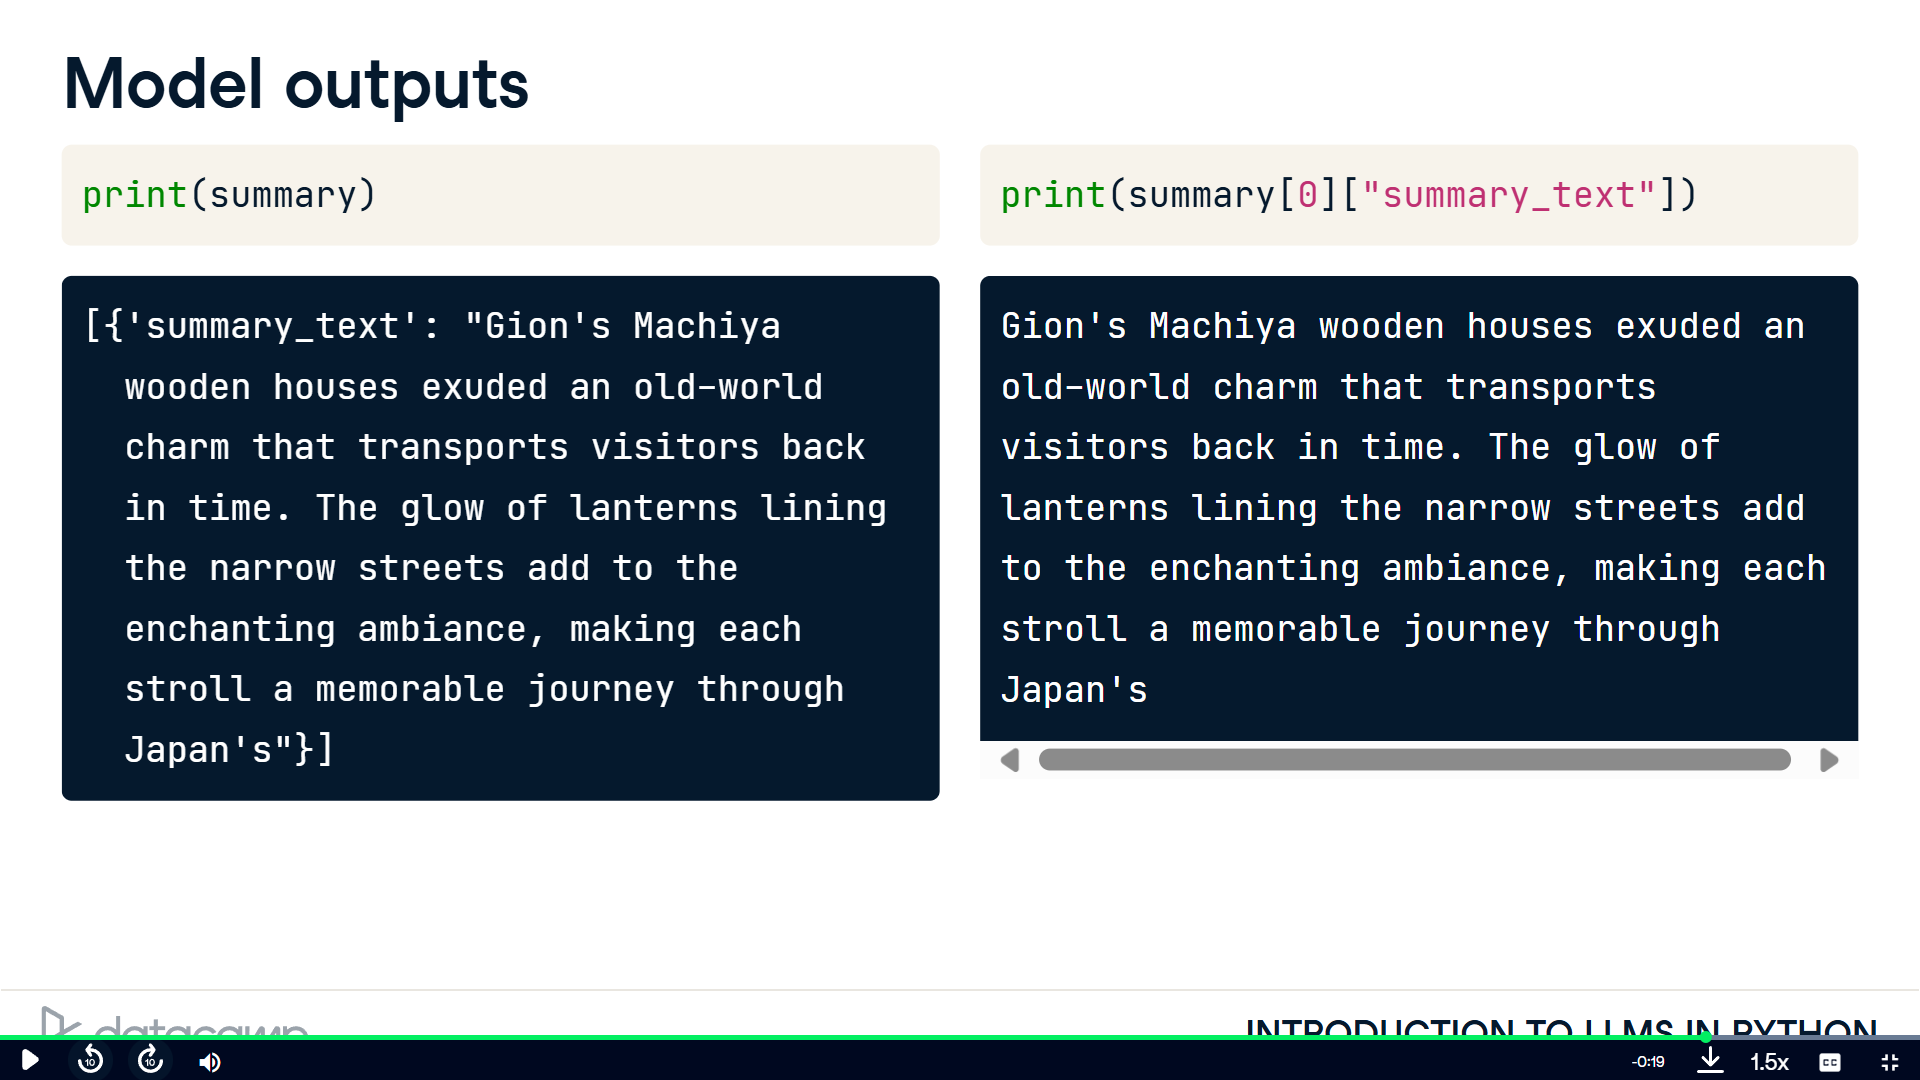 Model outputs
print(summary)
[{'summary_text': "Gion's Machiya
wooden houses exuded an old-world
charm that transports visitors back
in time. The glow of lanterns lining
the narrow streets add to the
enchanting ambiance, making each
stroll a memorable journey through
Japan's"}]
print(summary[0]["summary_text"])
Gion's Machiya wooden houses exuded an
old-world charm that transports
visitors back in time. The glow of
lanterns lining the narrow streets add
to the enchanting ambiance, making each
stroll a memorable journey through
Japan's
datacamp
INTRODUCTION TO LLMS IN PYTHON
10
10
-0:19
1.5x
CC